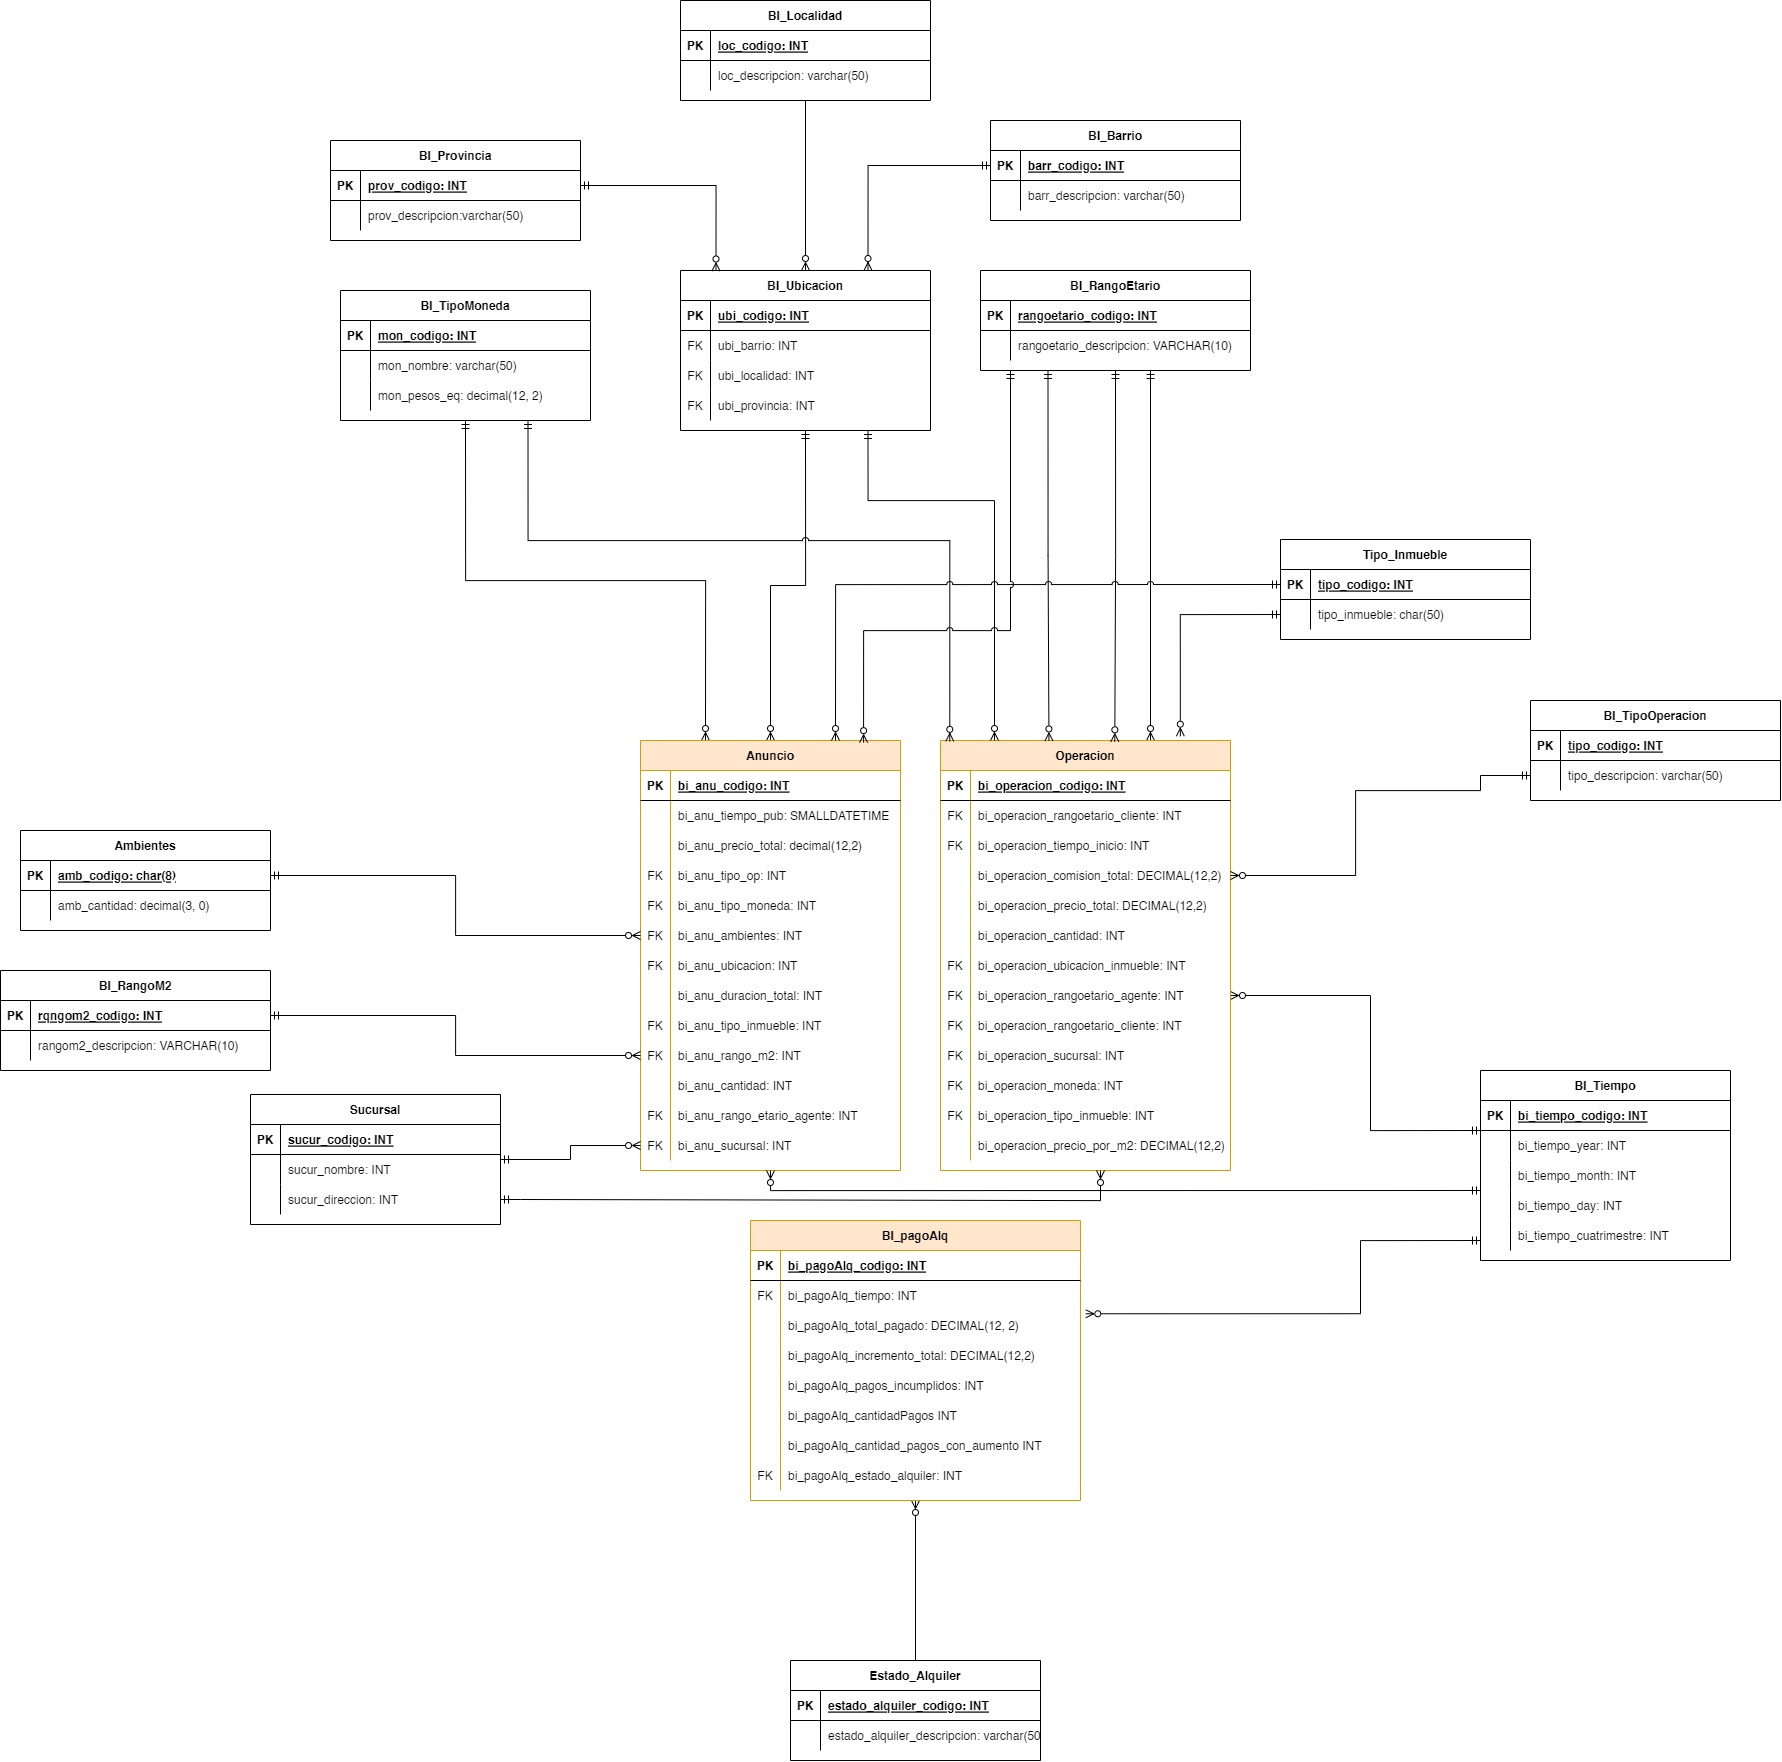 BI_Localidad
PK loc_codigo: INT
loc_descripcion: varchar(50)
BI_Provincia
PK prov_codigo: INT
prov_descripcion:varchar(50)
BI_Barrio
PK barr_codigo: INT
barr_descripcion: varchar(50)
BI_TipoMoneda
PK mon_codigo: INT
mon_nombre: varchar(50)
mon_pesos_eq: decimal(12, 2)
BI_Ubicacion
PK ubi_codigo: INT
FK ubi_barrio: INT
FK ubi_localidad: INT
FK ubi_provincia: INT
BI_RangoEtario
PK rangoetario_codigo: INT
rangoetario_descripcion: VARCHAR(10)
Tipo_Inmueble
PK tipo_codigo: INT
tipo_inmueble: char(50)
BI_TipoOperacion
PK tipo_codigo: INT
tipo_descripcion: varchar(50)
Anuncio
PK bi_anu_codigo: INT
bi_anu_tiempo_pub: SMALLDATETIME
bi_anu_precio_total: decimal(12,2)
FK bi_anu_tipo_op: INT
FK bi_anu_tipo_moneda: INT
FK bi_anu_ambientes: INT
FK bi_anu_ubicacion: INT
bi_anu_duracion_total: INT
FK bi_anu_tipo_inmueble: INT
FK bi_anu_rango_m2: INT
bi_anu_cantidad: INT
FK bi_anu_rango_etario_agente: INT
FK bi_anu_sucursal: INT
Operacion
PK bi_operacion_codigo: INT
FK bi_operacion_rangoetario_cliente: INT
FK bi_operacion_tiempo_inicio: INT
bi_operacion_comision_total: DECIMAL(12,2)
bi_operacion_precio_total: DECIMAL(12,2)
bi_operacion_cantidad: INT
FK bi_operacion_ubicacion_inmueble: INT
FK bi_operacion_rangoetario_agente: INT
FK bi_operacion_rangoetario_cliente: INT
FK bi_operacion_sucursal: INT
FK bi_operacion_moneda: INT
FK bi_operacion_tipo_inmueble: INT
bi_operacion_precio_por_m2: DECIMAL(12,2)
Ambientes
PK amb_codigo: char(8)
amb_cantidad: decimal(3, 0)
BI_RangoM2
PK rqngom2_codigo: INT
rangom2_descripcion: VARCHAR(10)
Sucursal
PK sucur_codigo: INT
sucur_nombre: INT
sucur_direccion: INT
BI_Tiempo
PK bi_tiempo_codigo: INT
bi_tiempo_year: INT
bi_tiempo_month: INT
bi_tiempo_day: INT
bi_tiempo_cuatrimestre: INT
BI_pagoAlq
PK bi_pagoAlq_codigo: INT
FK bi_pagoAlq_tiempo: INT
bi_pagoAlq_total_pagado: DECIMAL(12, 2)
bi_pagoAlq_incremento_total: DECIMAL(12,2)
bi_pagoAlq_pagos_incumplidos: INT
bi_pagoAlq_cantidadPagos INT
bi_pagoAlq_cantidad_pagos_con_aumento INT
FK bi_pagoAlq_estado_alquiler: INT
Estado_Alquiler
PK estado_alquiler_codigo: INT
estado_alquiler_descripcion: varchar(50